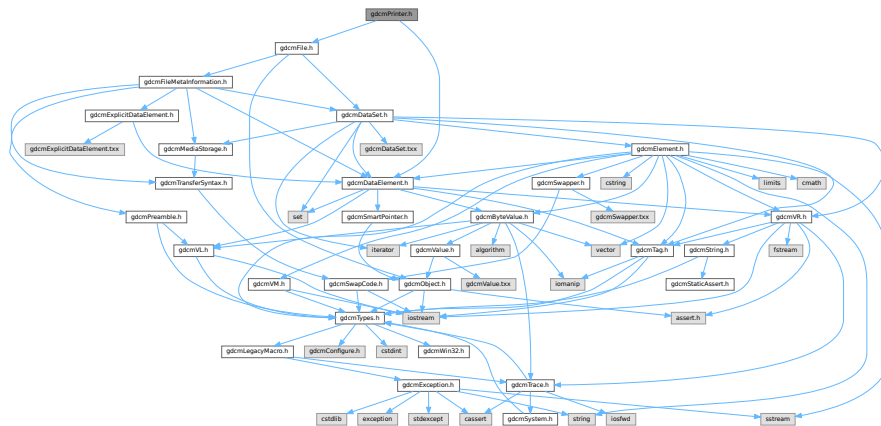 gdcmPrinter.h
gdcmFile.h
gdcmFileMetaInformation.h
gdcmExplicitDataElement.h
gdcmDataSet.h
gdcmExplicitDataElement.txx
gdcmMediaStorage.h
gdcmDataSet.txx
gdcmElement.h
gdcmTransferSyntax.h
gdcmDataElement.h
gdcmSwapper.h
cstring
limits
cmath
gdcmPreamble.h
set
gdcmSmartPointer.h
gdcmByteValue.h
gdcmSwapper.txx
gdcmVR.h
gdcmVL.h
iterator
gdcmValue.h
algorithm
vector
gdcmTag.h
gdcmString.h
fstream
gdcmVM.h
gdcmSwapCode.h
gdcmObject.h
gdcmValue.txx
iomanip
gdcmStaticAssert.h
gdcmTypes.h
iostream
assert.h
gdcmLegacyMacro.h
gdcmConfigure.h
cstdint
gdcmWin32.h
gdcmException.h
gdcmTrace.h
cstdlib
exception
stdexcept
cassert
gdcmSystem.h
string
iosfwd
sstream